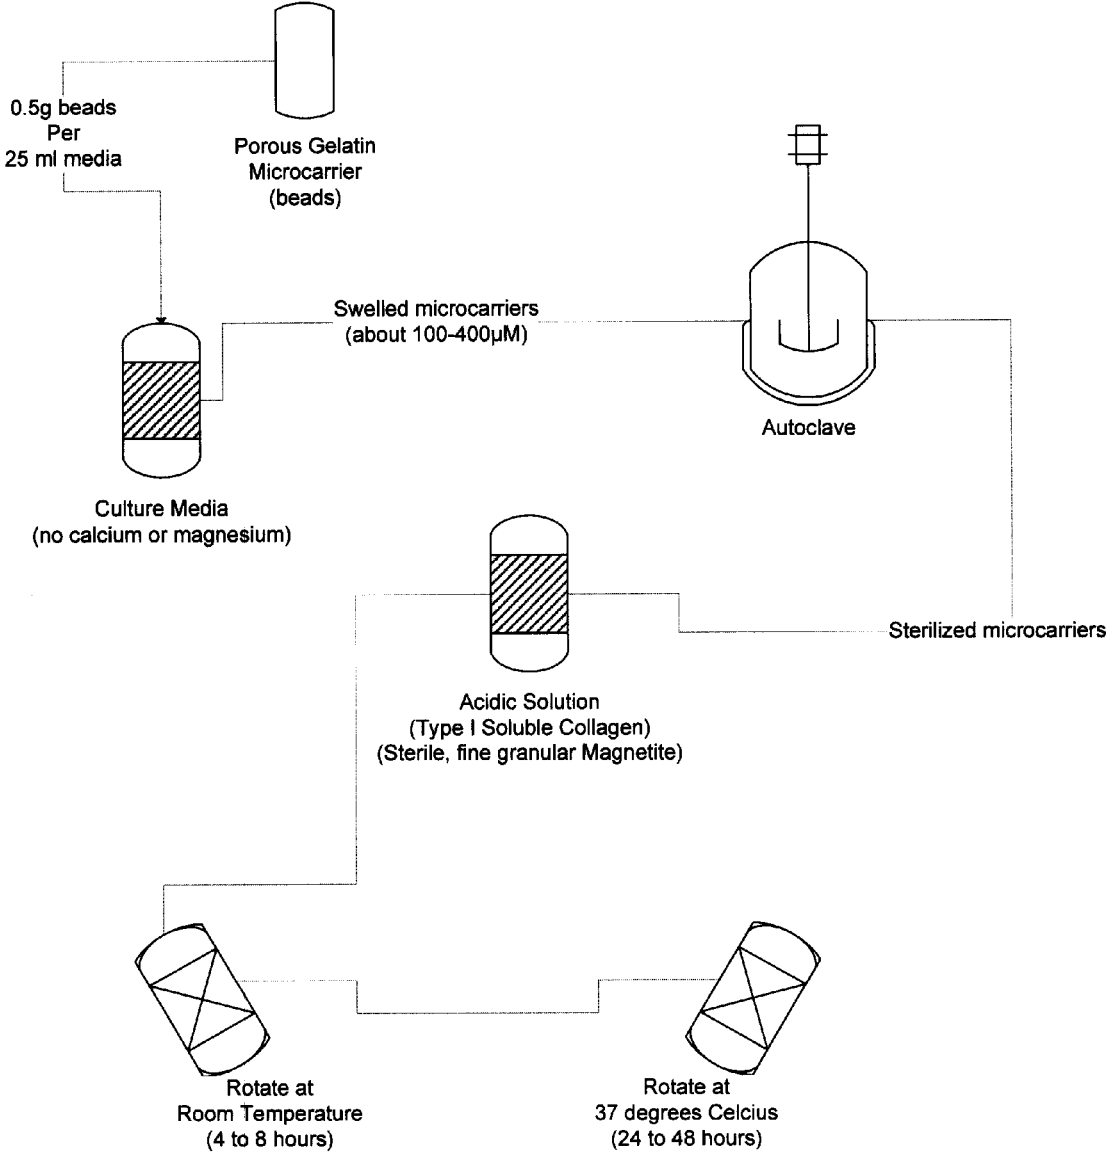 0.5g beads
Per
25 ml media
Porous Gelatin
Microcarrier
(beads)
Swelled microcarriers
(about 100-400µM)
Autoclave
Culture Media
(no calcium or magnesium)
Sterilized microcarriers
Acidic Solution
(Type I Soluble Collagen)
(Sterile, fine granular Magnetite)
Rotate at
Room Temperature
(4 to 8 hours)
Rotate at
37 degrees Celcius
(24 to 48 hours)